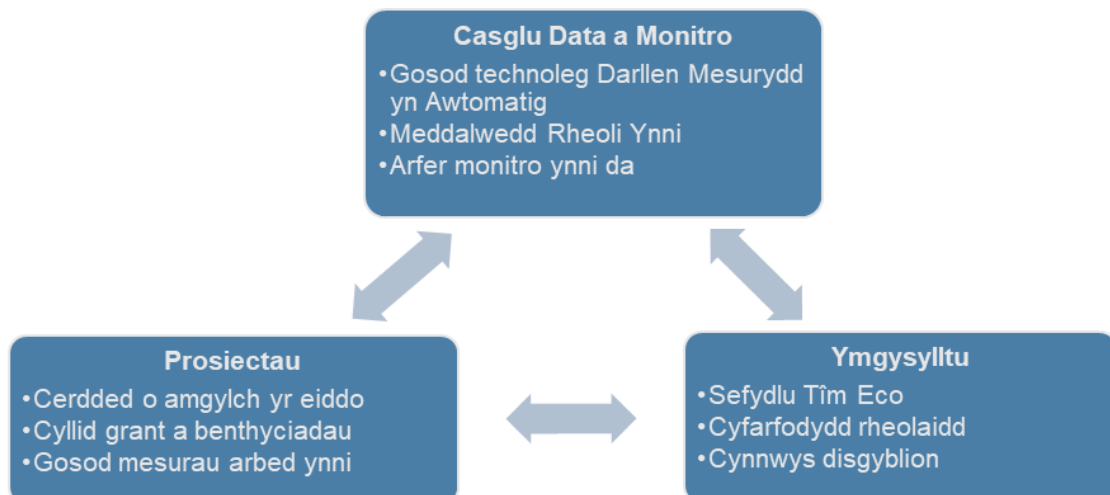 Casglu Data a Monitro
•Gosod technoleg Darllen Mesurydd
yn Awtomatig
•Meddalwedd Rheoli Ynni
•Arfer monitro ynni da
Prosiectau
•Cerdded o amgylch yr eiddo
•Cyllid grant a benthyciadau
•Gosod mesurau arbed ynni
Ymgysylltu
•Sefydlu Tîm Eco
•Cyfarfodydd rheolaidd
•Cynnwys disgyblion